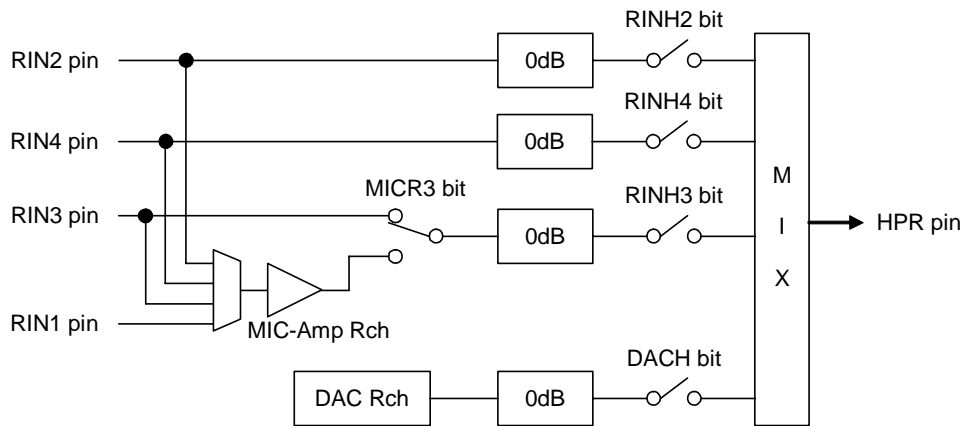 RINH2 bit
RIN2 pin
0dB
RINH4 bit
RIN4 pin
0dB
MICR3 bit
RINH3 bit
RIN3 pin
0dB
M
I
X
HPR pin
RIN1 pin
MIC-Amp Rch
DACH bit
DAC Rch
0dB